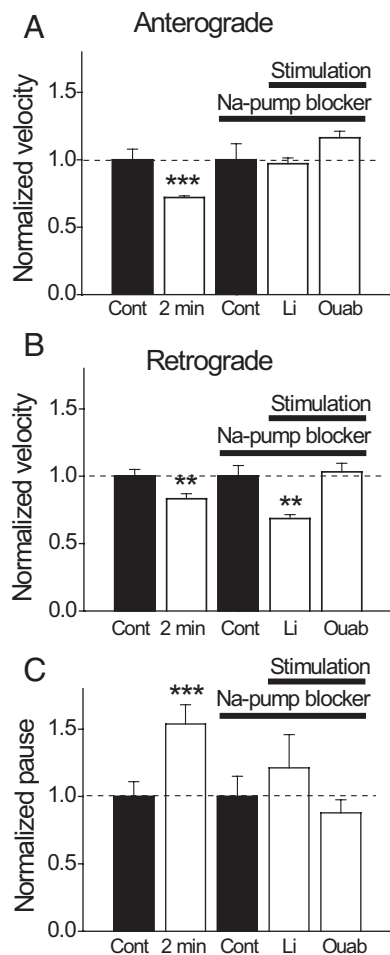 A
Anterograde
Stimulation
Na-pump blocker
Normalized velocity
1.5
1.0
0.5
0.0
***
Cont 2 min Cont Li Ouab
B
Retrograde
Stimulation
Na-pump blocker
Normalized velocity
1.5
1.0
0.5
0.0
**
**
Cont 2 min Cont Li Ouab
C
Stimulation
Na-pump blocker
Normalized pause
1.5
1.0
0.5
0.0
***
Cont 2 min Cont Li Ouab